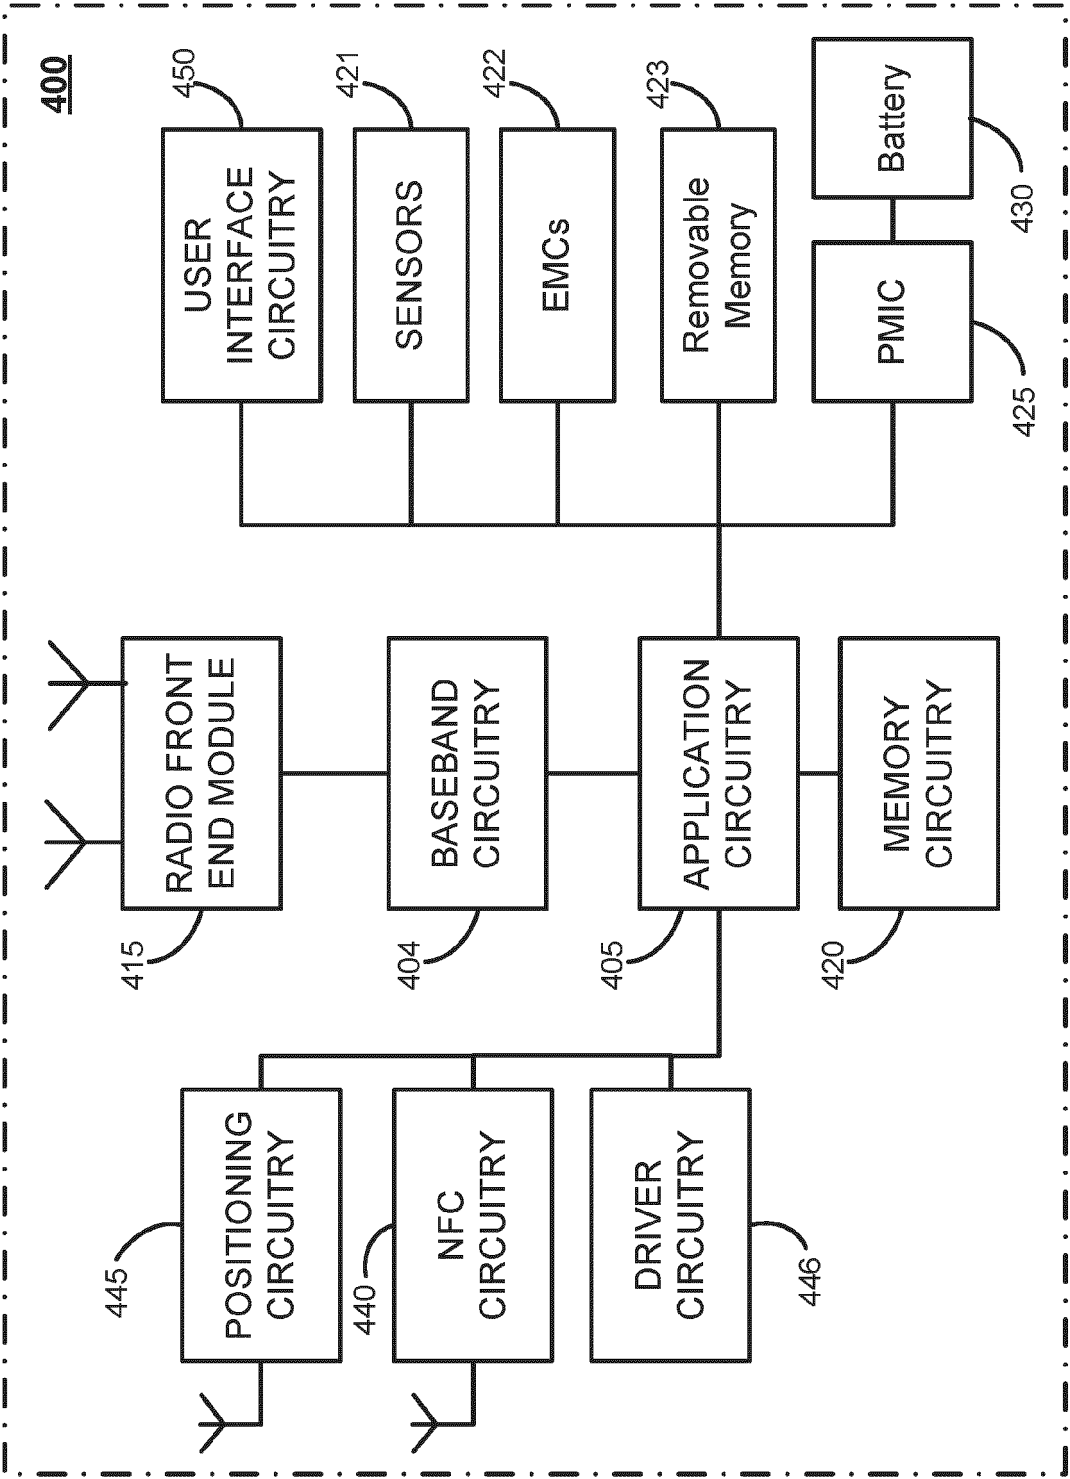 400
445
POSITIONING
CIRCUITRY
440
NFC
CIRCUITRY
DRIVER
CIRCUITRY
446
415
RADIO FRONT
END MODULE
404
BASEBAND
CIRCUITRY
405
APPLICATION
CIRCUITRY
420
MEMORY
CIRCUITRY
450
USER
INTERFACE
CIRCUITRY
421
SENSORS
422
EMCs
423
Removable
Memory
PMIC
425
Battery
430